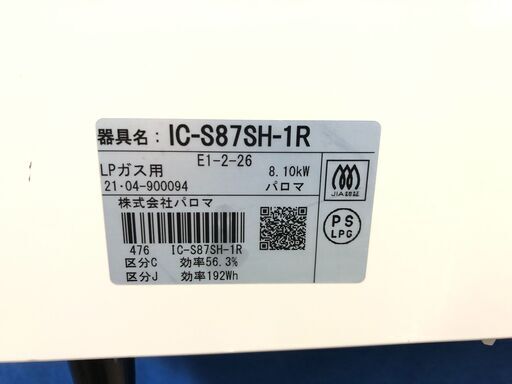 器具名：IC-S87SH-1R
E1-2-26
LPガス用 8.10kW
21・04-900094 パロマ
JIA認証
株式会社パロマ
PS
LPG
476 IC-S87SH-1R
区分C 効率56.3%
区分J 効率192Wh